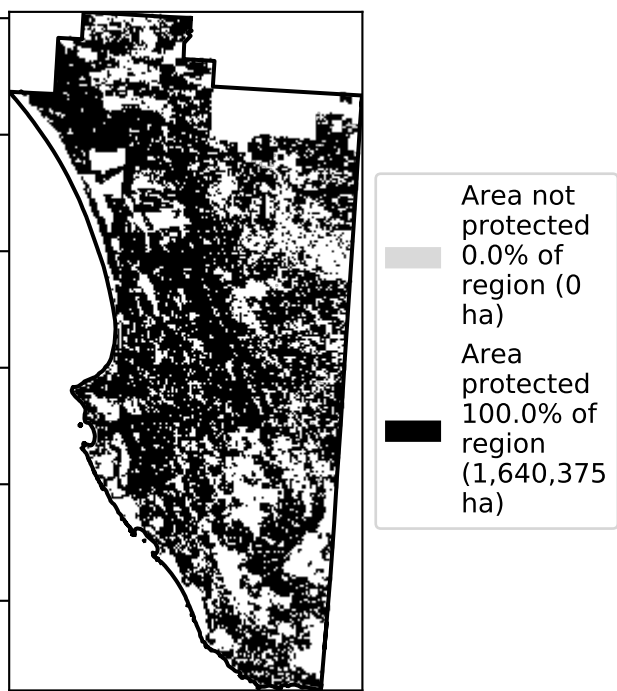 Area not
protected
0.0% of
region (0
ha)
Area
protected
100.0% of
region
(1,640,375
ha)